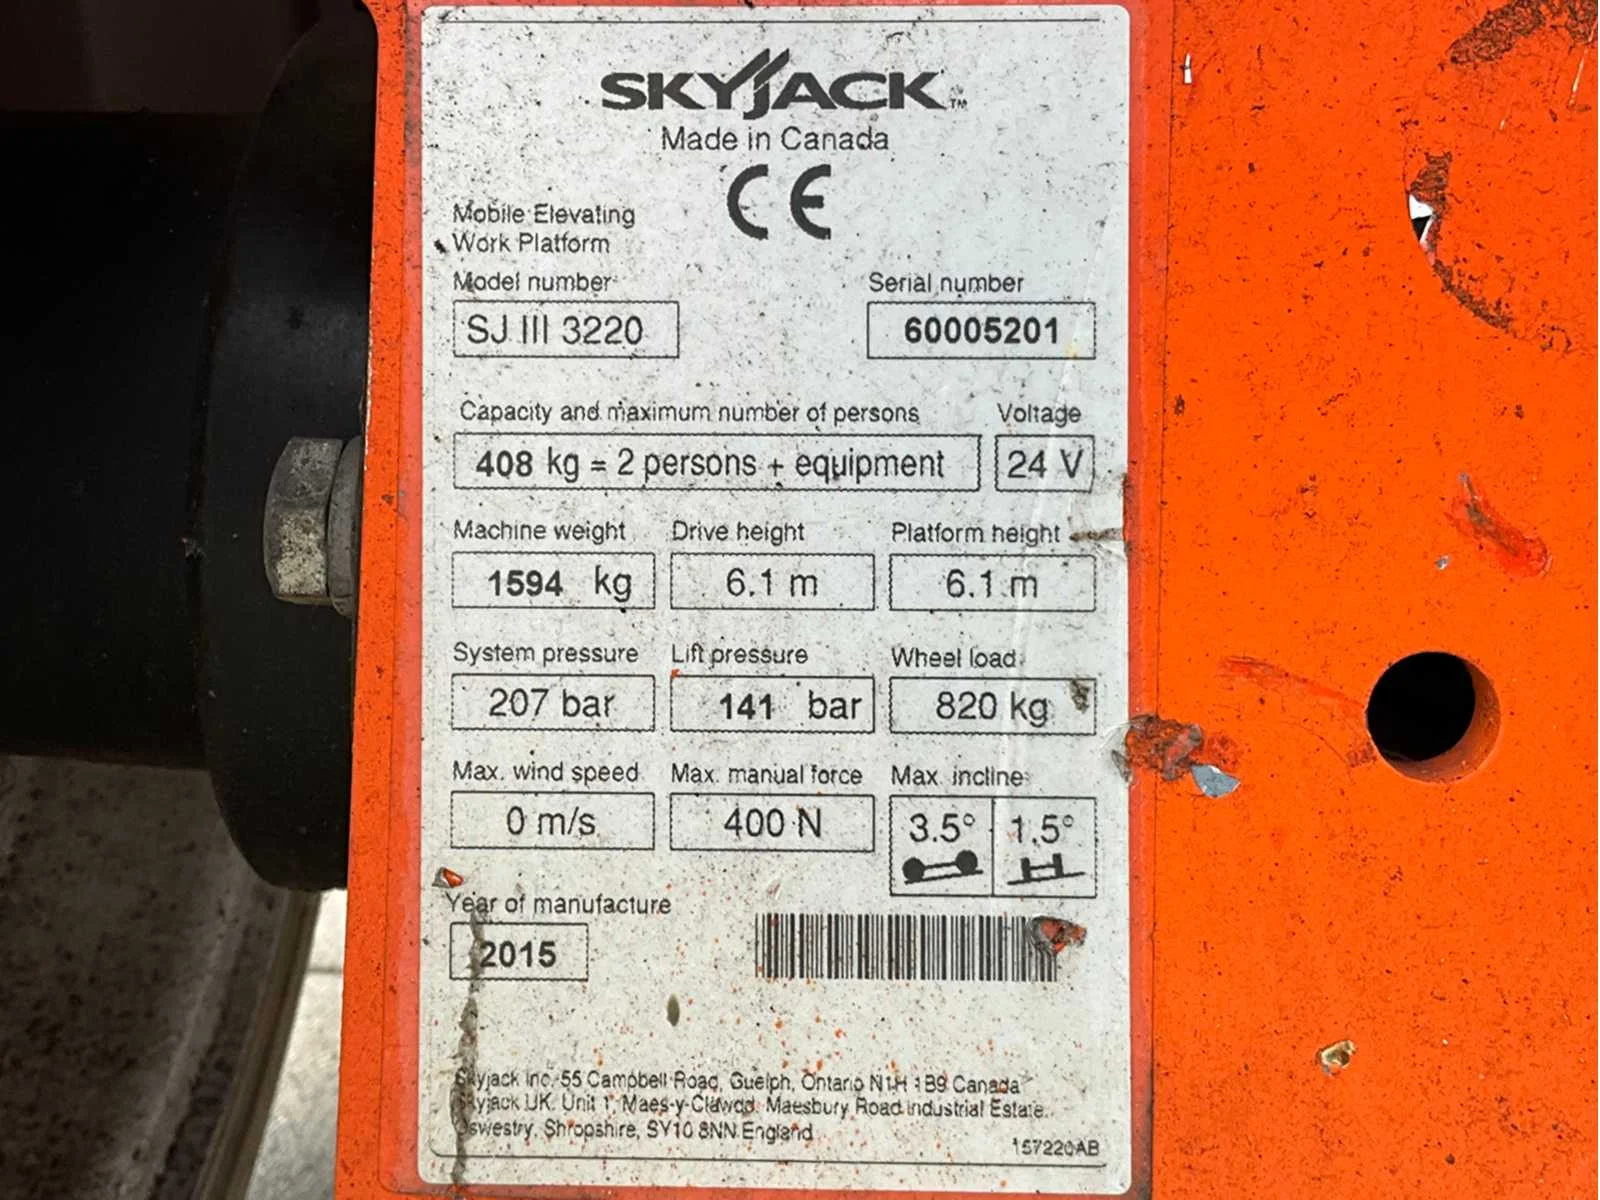 SKYJACK™
Made in Canada
CE
Mobile Elevating
Work Platform
Model number
Serial number
SJ III 3220
60005201
Capacity and maximum number of persons
Voltage
408 kg = 2 persons + equipment
24 V
Machine weight
Drive height
Platform height
1594 kg
6.1 m
6.1 m
System pressure
Lift pressure
Wheel load
207 bar
141 bar
820 kg
Max. wind speed
Max. manual force
Max. incline
0 m/s
400 N
3.5°
1.5°
Year of manufacture
2015
Skyjack Inc. 55 Campbell Road, Guelph, Ontario N1H 1B9 Canada
Skyjack UK. Unit 1, Maes-y-Clawdd, Maesbury Road Industrial Estate.
Oswestry, Shropshire, SY10 8NN England
157220AB